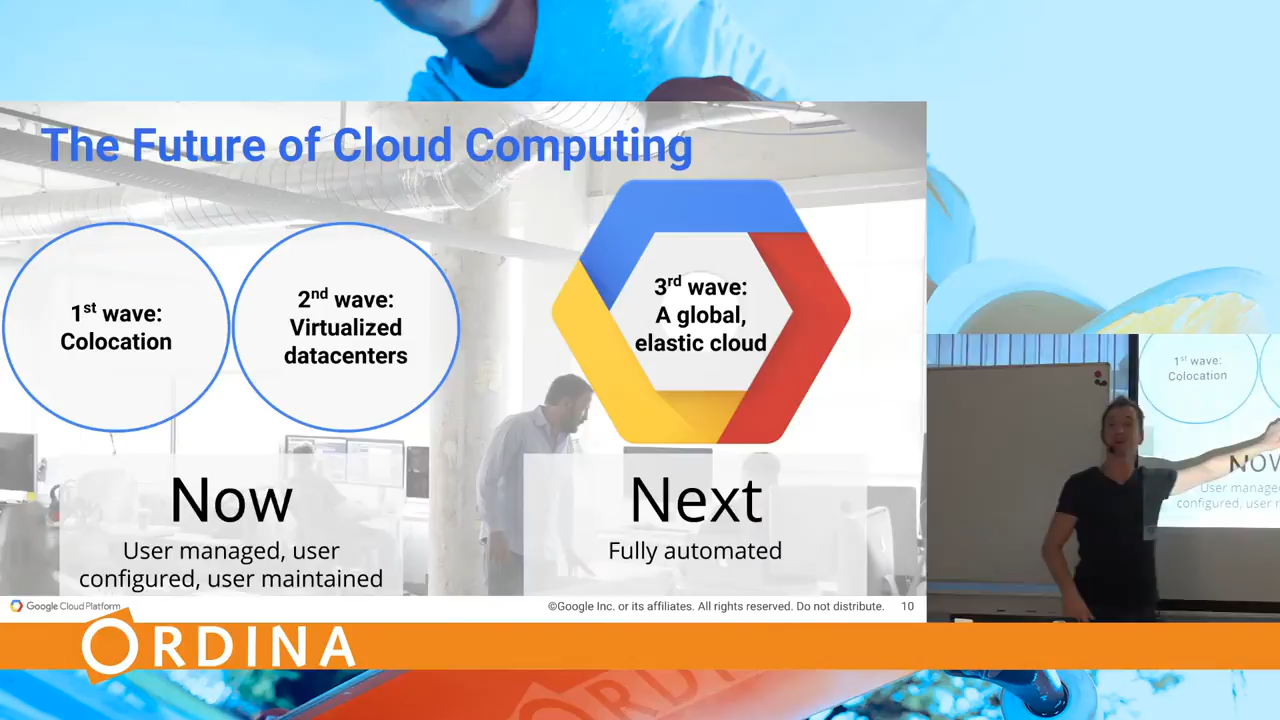 The Future of Cloud Computing
1st wave:
Colocation
2nd wave:
Virtualized
datacenters
3rd wave:
A global,
elastic cloud
Now
User managed, user
configured, user maintained
Next
Fully automated
Google Cloud Platform
©Google Inc. or its affiliates. All rights reserved. Do not distribute.
10
1st wave:
Colocation
NOW
User manage
configured, user
ORDINA
ORDI